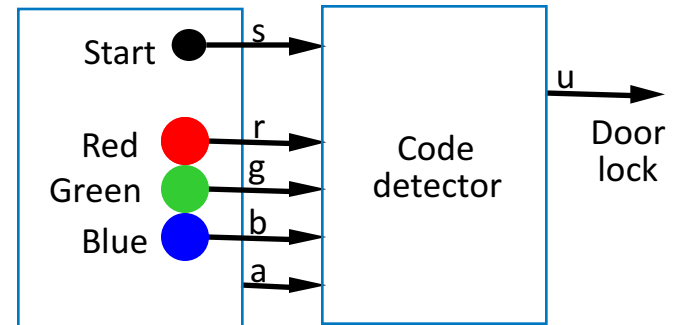 Start
s
Red
r
Green
g
Blue
b
a
Code
detector
u
Door
lock